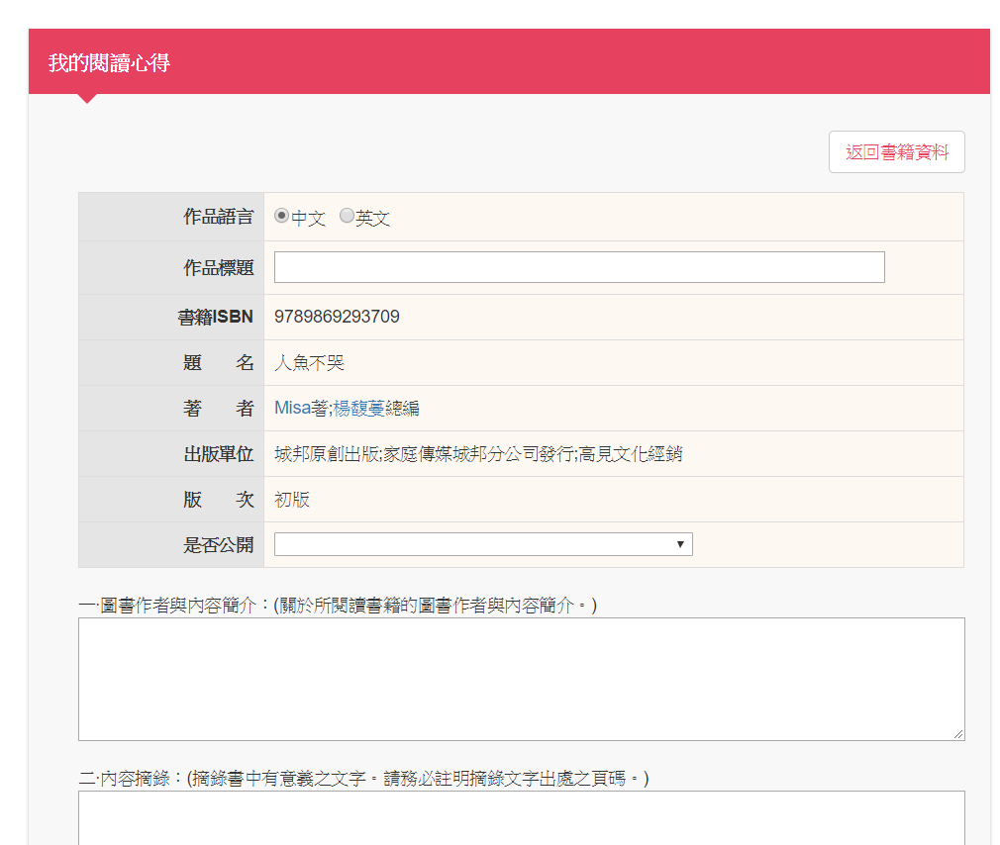 我的閱讀心得
返回書籍資料
作品語言 中文 英文
作品標題
書籍ISBN 9789869293709
題　　名 人魚不哭
著　　者 Misa著;楊馥蔓總編
出版單位 城邦原創出版;家庭傳媒城邦分公司發行;高見文化經銷
版　　次 初版
是否公開
一‧圖書作者與內容簡介：(關於所閱讀書籍的圖書作者與內容簡介。)
二‧內容摘錄：(摘錄書中有意義之文字。請務必註明摘錄文字出處之頁碼。)